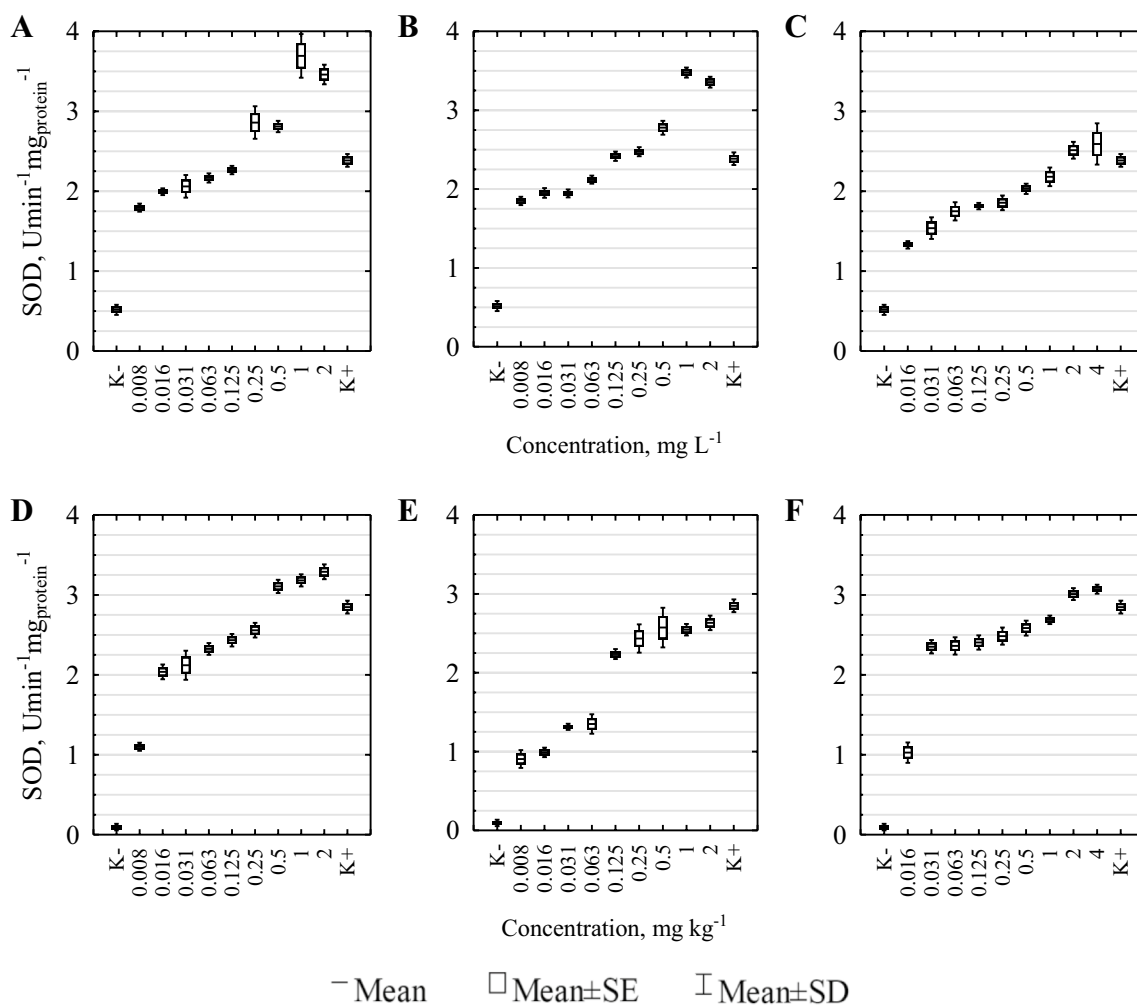 A
B
C
SOD, Umin-1mgprotein-1
4
3
2
1
0
4
3
2
1
0
4
3
2
1
0
K- 0.008 0.016 0.031 0.063 0.125 0.25 0.5 1 2 K+
K- 0.008 0.016 0.031 0.063 0.125 0.25 0.5 1 2 K+
K- 0.016 0.031 0.063 0.125 0.25 0.5 1 2 4 K+
Concentration, mg L-1
D
E
F
SOD, Umin-1mgprotein-1
4
3
2
1
0
4
3
2
1
0
4
3
2
1
0
K- 0.008 0.016 0.031 0.063 0.125 0.25 0.5 1 2 K+
K- 0.008 0.016 0.031 0.063 0.125 0.25 0.5 1 2 K+
K- 0.016 0.031 0.063 0.125 0.25 0.5 1 2 4 K+
Concentration, mg kg-1
Mean Mean±SE Mean±SD